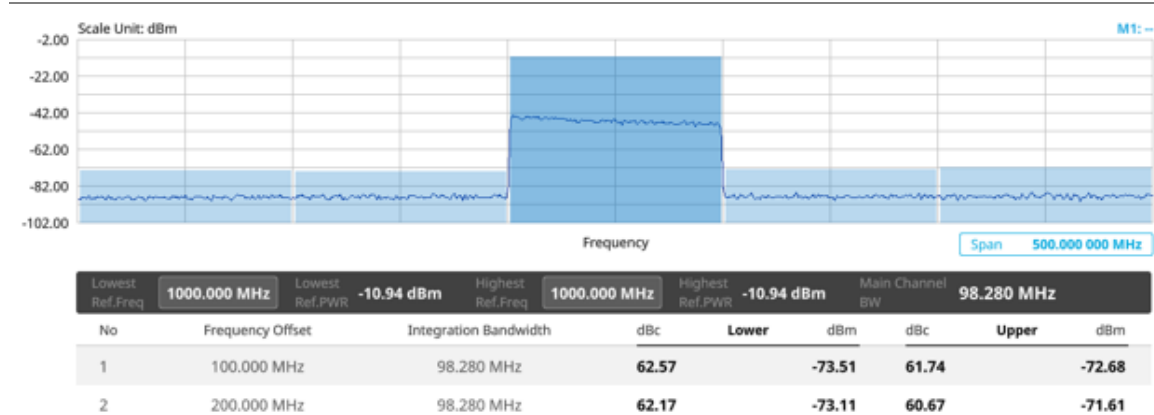 Scale Unit: dBm M1: --
-2.00
-22.00
-42.00
-62.00
-82.00
-102.00
Frequency
Span 500.000 000 MHz
Lowest Ref.Freq 1000.000 MHz Lowest Ref.PWR -10.94 dBm Highest Ref.Freq 1000.000 MHz Highest Ref.PWR -10.94 dBm Main Channel BW 98.280 MHz
No Frequency Offset Integration Bandwidth dBc Lower dBm dBc Upper dBm
1 100.000 MHz 98.280 MHz 62.57 -73.51 61.74 -72.68
2 200.000 MHz 98.280 MHz 62.17 -73.11 60.67 -71.61